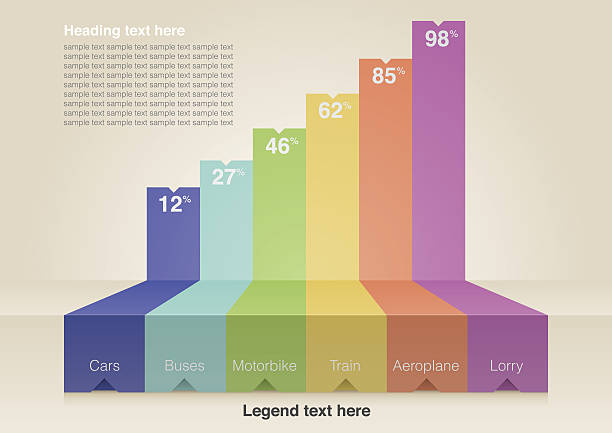 Heading text here
sample text sample text sample text sample text
sample text sample text sample text sample text
sample text sample text sample text sample text
sample text sample text sample text sample text
sample text sample text sample text sample text
sample text sample text sample text sample text
sample text sample text sample text sample text
sample text sample text sample text sample text
sample text sample text sample text sample text
98%
85%
62%
46%
27%
12%
Cars Buses Motorbike Train Aeroplane Lorry
Legend text here